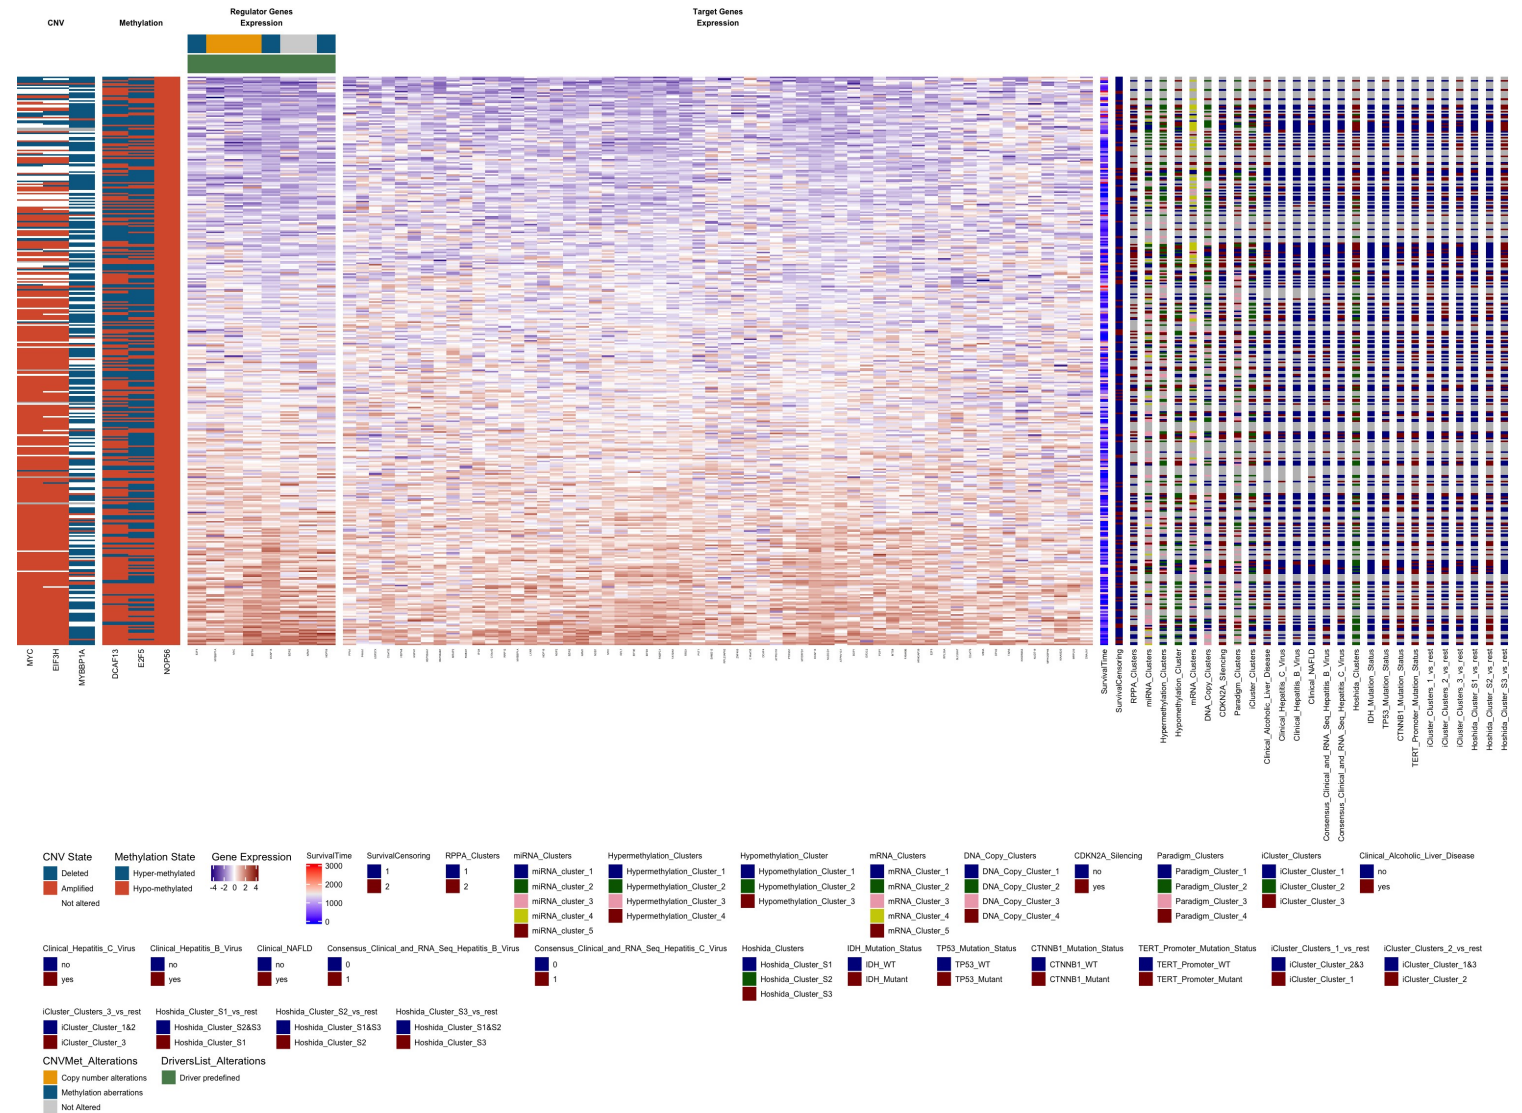 CNV
Methylation
Regulator Genes
Expression
Target Genes
Expression
MYC
EIF3H
MYBBP1A
DCAF13
E2F5
NOP56
SurvivalTime
SurvivalCensoring
RPPA_Clusters
miRNA_Clusters
Hypermethylation_Clusters
Hypomethylation_Cluster
mRNA_Clusters
DNA_Copy_Clusters
CDKN2A_Silencing
Paradigm_Clusters
iCluster_Clusters
Clinical_Alcoholic_Liver_Disease
Clinical_Hepatitis_C_Virus
Clinical_Hepatitis_B_Virus
Clinical_NAFLD
Consensus_Clinical_and_RNA_Seq_Hepatitis_B_Virus
Consensus_Clinical_and_RNA_Seq_Hepatitis_C_Virus
Hoshida_Clusters
IDH_Mutation_Status
TP53_Mutation_Status
CTNNB1_Mutation_Status
TERT_Promoter_Mutation_Status
iCluster_Clusters_1_vs_rest
iCluster_Clusters_2_vs_rest
iCluster_Clusters_3_vs_rest
Hoshida_Cluster_S1_vs_rest
Hoshida_Cluster_S2_vs_rest
Hoshida_Cluster_S3_vs_rest
CNV State
Deleted
Amplified
Not altered
Methylation State
Hyper-methylated
Hypo-methylated
Gene Expression
-4 -2 0 2 4
SurvivalTime
3000
2000
1000
0
SurvivalCensoring
1
2
RPPA_Clusters
1
2
miRNA_Clusters
miRNA_cluster_1
miRNA_cluster_2
miRNA_cluster_3
miRNA_cluster_4
miRNA_cluster_5
Hypermethylation_Clusters
Hypermethylation_Cluster_1
Hypermethylation_Cluster_2
Hypermethylation_Cluster_3
Hypermethylation_Cluster_4
Hypomethylation_Cluster
Hypomethylation_Cluster_1
Hypomethylation_Cluster_2
Hypomethylation_Cluster_3
mRNA_Clusters
mRNA_Cluster_1
mRNA_Cluster_2
mRNA_Cluster_3
mRNA_Cluster_4
mRNA_Cluster_5
DNA_Copy_Clusters
DNA_Copy_Cluster_1
DNA_Copy_Cluster_2
DNA_Copy_Cluster_3
DNA_Copy_Cluster_4
CDKN2A_Silencing
no
yes
Paradigm_Clusters
Paradigm_Cluster_1
Paradigm_Cluster_2
Paradigm_Cluster_3
Paradigm_Cluster_4
iCluster_Clusters
iCluster_Cluster_1
iCluster_Cluster_2
iCluster_Cluster_3
Clinical_Alcoholic_Liver_Disease
no
yes
Clinical_Hepatitis_C_Virus
no
yes
Clinical_Hepatitis_B_Virus
no
yes
Clinical_NAFLD
no
yes
Consensus_Clinical_and_RNA_Seq_Hepatitis_B_Virus
0
1
Consensus_Clinical_and_RNA_Seq_Hepatitis_C_Virus
0
1
Hoshida_Clusters
Hoshida_Cluster_S1
Hoshida_Cluster_S2
Hoshida_Cluster_S3
IDH_Mutation_Status
IDH_WT
IDH_Mutant
TP53_Mutation_Status
TP53_WT
TP53_Mutant
CTNNB1_Mutation_Status
CTNNB1_WT
CTNNB1_Mutant
TERT_Promoter_Mutation_Status
TERT_Promoter_WT
TERT_Promoter_Mutant
iCluster_Clusters_1_vs_rest
iCluster_Cluster_2&3
iCluster_Cluster_1
iCluster_Clusters_2_vs_rest
iCluster_Cluster_1&3
iCluster_Cluster_2
iCluster_Clusters_3_vs_rest
iCluster_Cluster_1&2
iCluster_Cluster_3
Hoshida_Cluster_S1_vs_rest
Hoshida_Cluster_S2&S3
Hoshida_Cluster_S1
Hoshida_Cluster_S2_vs_rest
Hoshida_Cluster_S1&S3
Hoshida_Cluster_S2
Hoshida_Cluster_S3_vs_rest
Hoshida_Cluster_S1&S2
Hoshida_Cluster_S3
CNVMet_Alterations
Copy number alterations
Methylation aberrations
Not Altered
DriversList_Alterations
Driver predefined